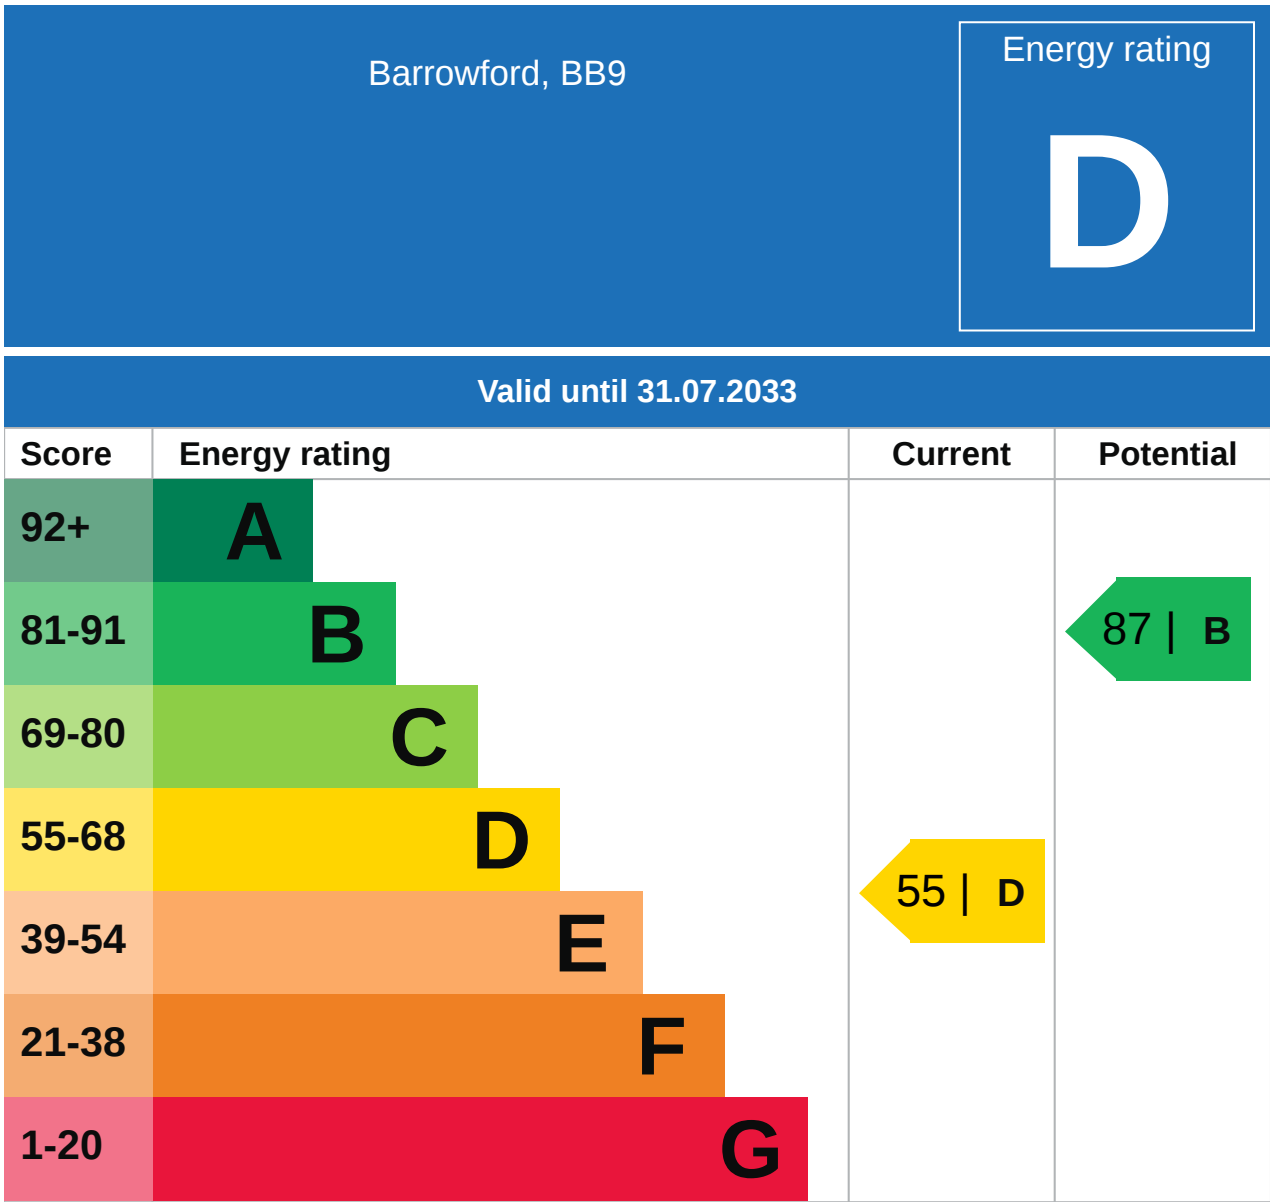 Barrowford, BB9
Energy rating
D
Valid until 31.07.2033
Score Energy rating Current Potential
92+ A
81-91 B 87 | B
69-80 C
55-68 D 55 | D
39-54 E
21-38 F
1-20 G